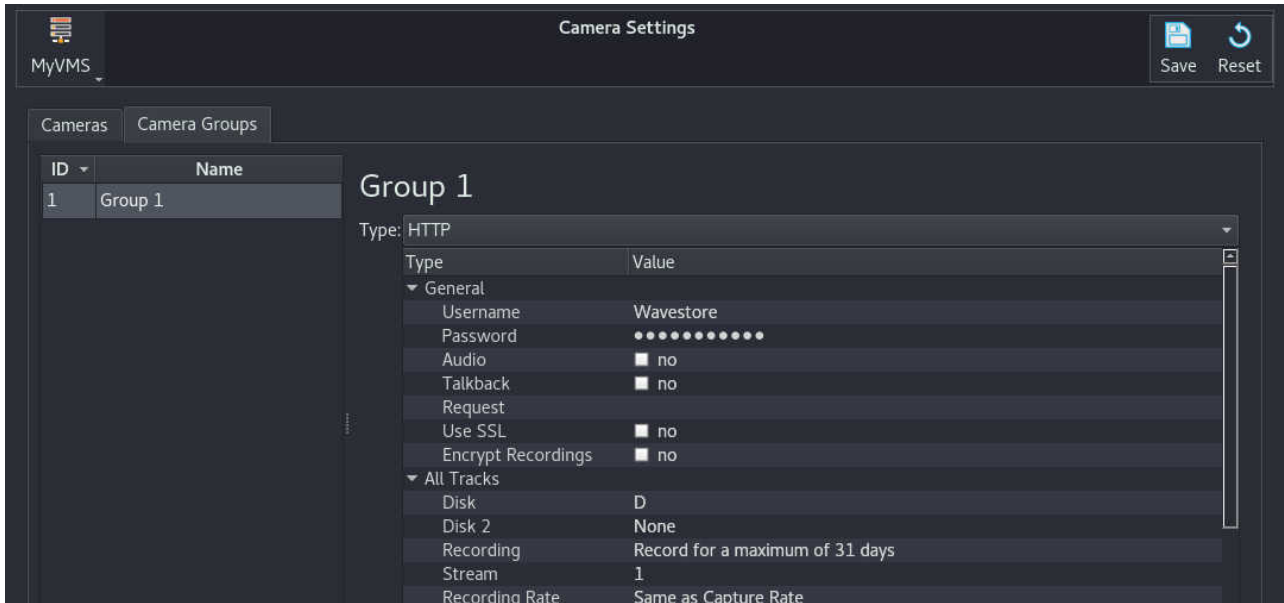 Camera Settings
MyVMS
Save Reset
Cameras Camera Groups
ID Name
1 Group 1
Group 1
Type: HTTP
Type Value
General
Username Wavestore
Password ●●●●●●●●●●●
Audio no
Talkback no
Request
Use SSL no
Encrypt Recordings no
All Tracks
Disk D
Disk 2 None
Recording Record for a maximum of 31 days
Stream 1
Recording Rate Same as Capture Rate